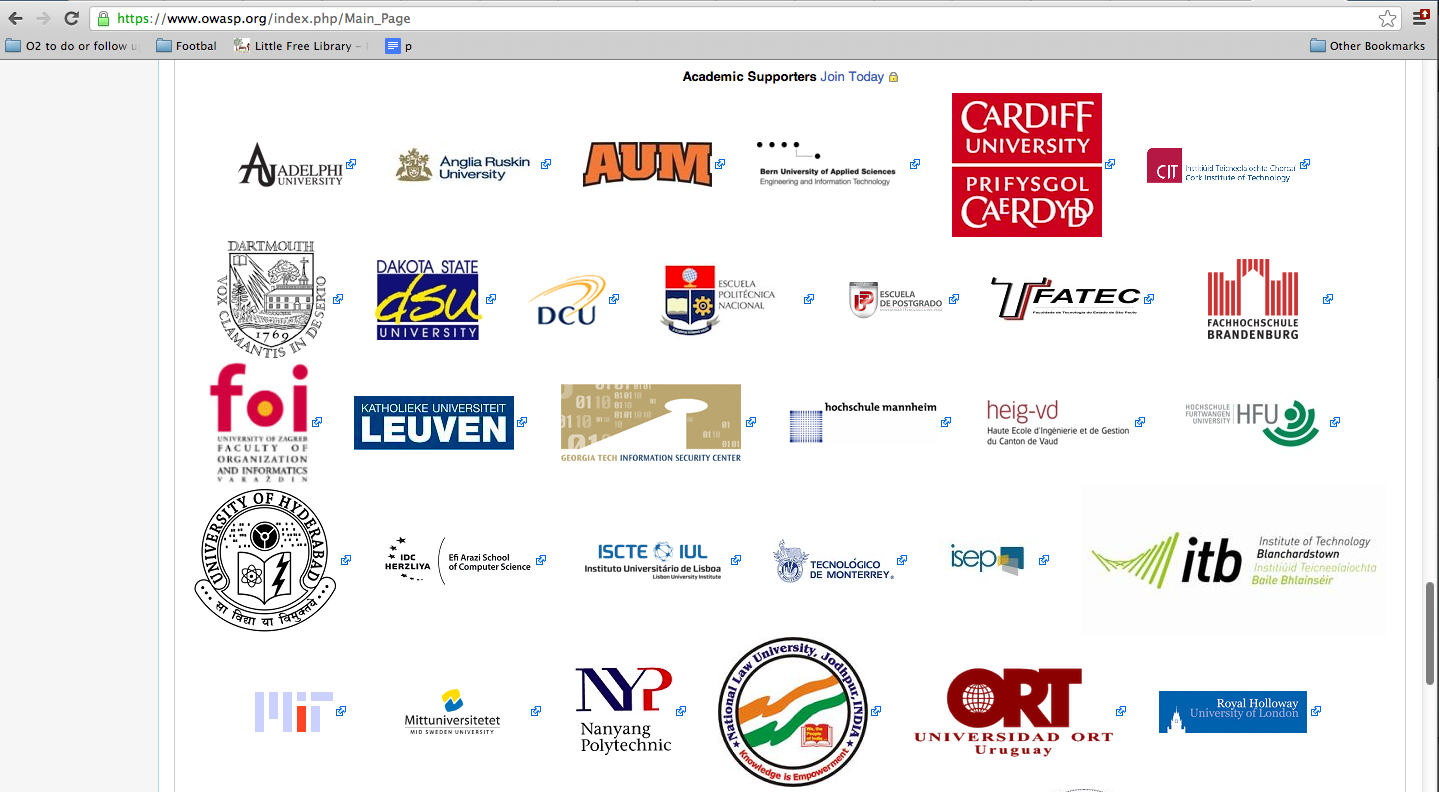 https://www.owasp.org/index.php/Main_Page
O2 to do or follow u
Footbal
Little Free Library –
p
Other Bookmarks
Academic Supporters Join Today
ADELPHI
UNIVERSITY
Anglia Ruskin
University
AUM
Bern University of Applied Sciences
Engineering and Information Technology
CARDIFF
UNIVERSITY
PRIFYSGOL
CAERDYDD
CIT
Institiúid Teicneolaíochta Chorcaí
Cork Institute of Technology
DARTMOUTH
VOX CLAMANTIS IN DESERTO
1769
DAKOTA STATE
dsu
UNIVERSITY
DCU
ESCUELA
POLITÉCNICA
NACIONAL
ESCUELA
DE POSTGRADO
FATEC
Faculdade de Tecnologia do Estado de São Paulo
FACHHOCHSCHULE
BRANDENBURG
foi
UNIVERSITY OF ZAGREB
FACULTY OF
ORGANIZATION
AND INFORMATICS
VARAŽDIN
KATHOLIEKE UNIVERSITEIT
LEUVEN
GEORGIA TECH INFORMATION SECURITY CENTER
hochschule mannheim
heig-vd
Haute Ecole d'Ingénierie et de Gestion
du Canton de Vaud
HOCHSCHULE
FURTWANGEN
UNIVERSITY
HFU
UNIVERSITY OF HYDERABAD
सा विद्या या विमुक्तये
IDC
HERZLIYA
Efi Arazi School
of Computer Science
ISCTE IUL
Instituto Universitário de Lisboa
Lisbon University Institute
TECNOLÓGICO
DE MONTERREY®
isep
itb
Institute of Technology
Blanchardstown
Institiúid Teicneolaíochta
Baile Bhlainséir
MIT
Mittuniversitetet
MID SWEDEN UNIVERSITY
NYP
Nanyang
Polytechnic
National Law University, Jodhpur, INDIA
We, the
People
of India
Knowledge is Empowerment
ORT
UNIVERSIDAD ORT
Uruguay
Royal Holloway
University of London